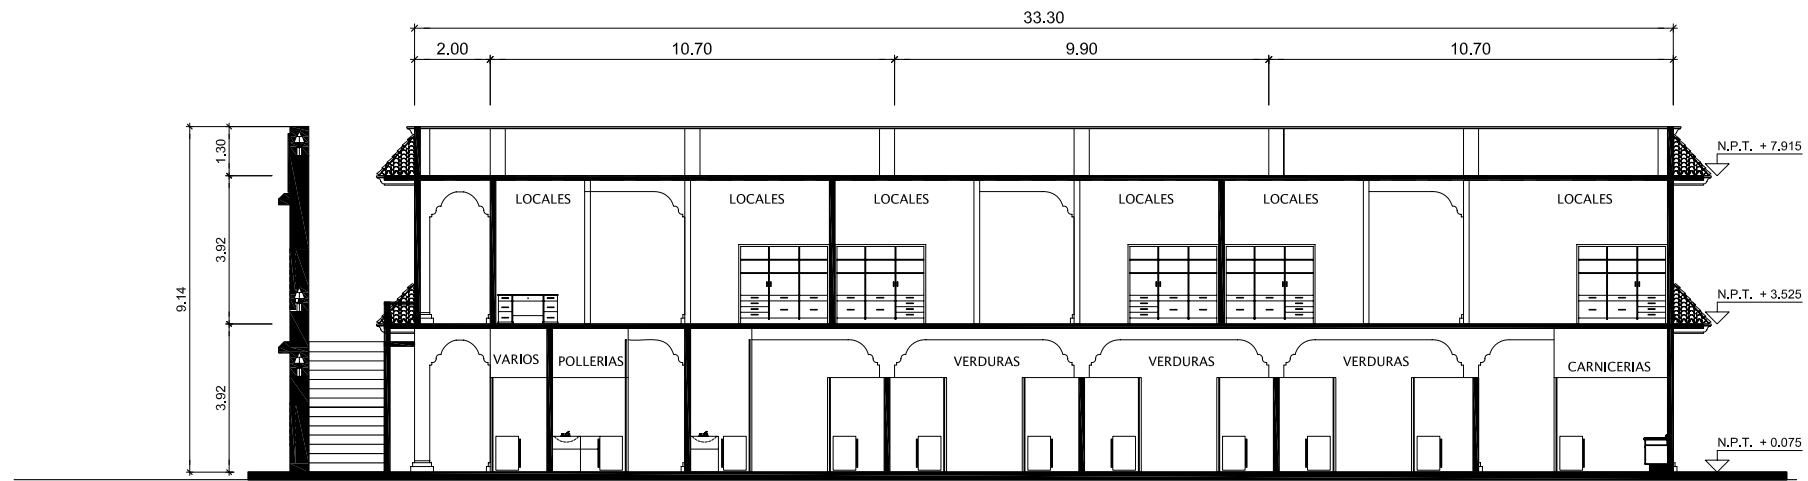 33.30
2.00 10.70 9.90 10.70
1.30
N.P.T. + 7.915
LOCALES LOCALES LOCALES LOCALES LOCALES LOCALES
3.92
9.14
N.P.T. + 3.525
VARIOS POLLERIAS VERDURAS VERDURAS VERDURAS CARNICERIAS
3.92
N.P.T. + 0.075